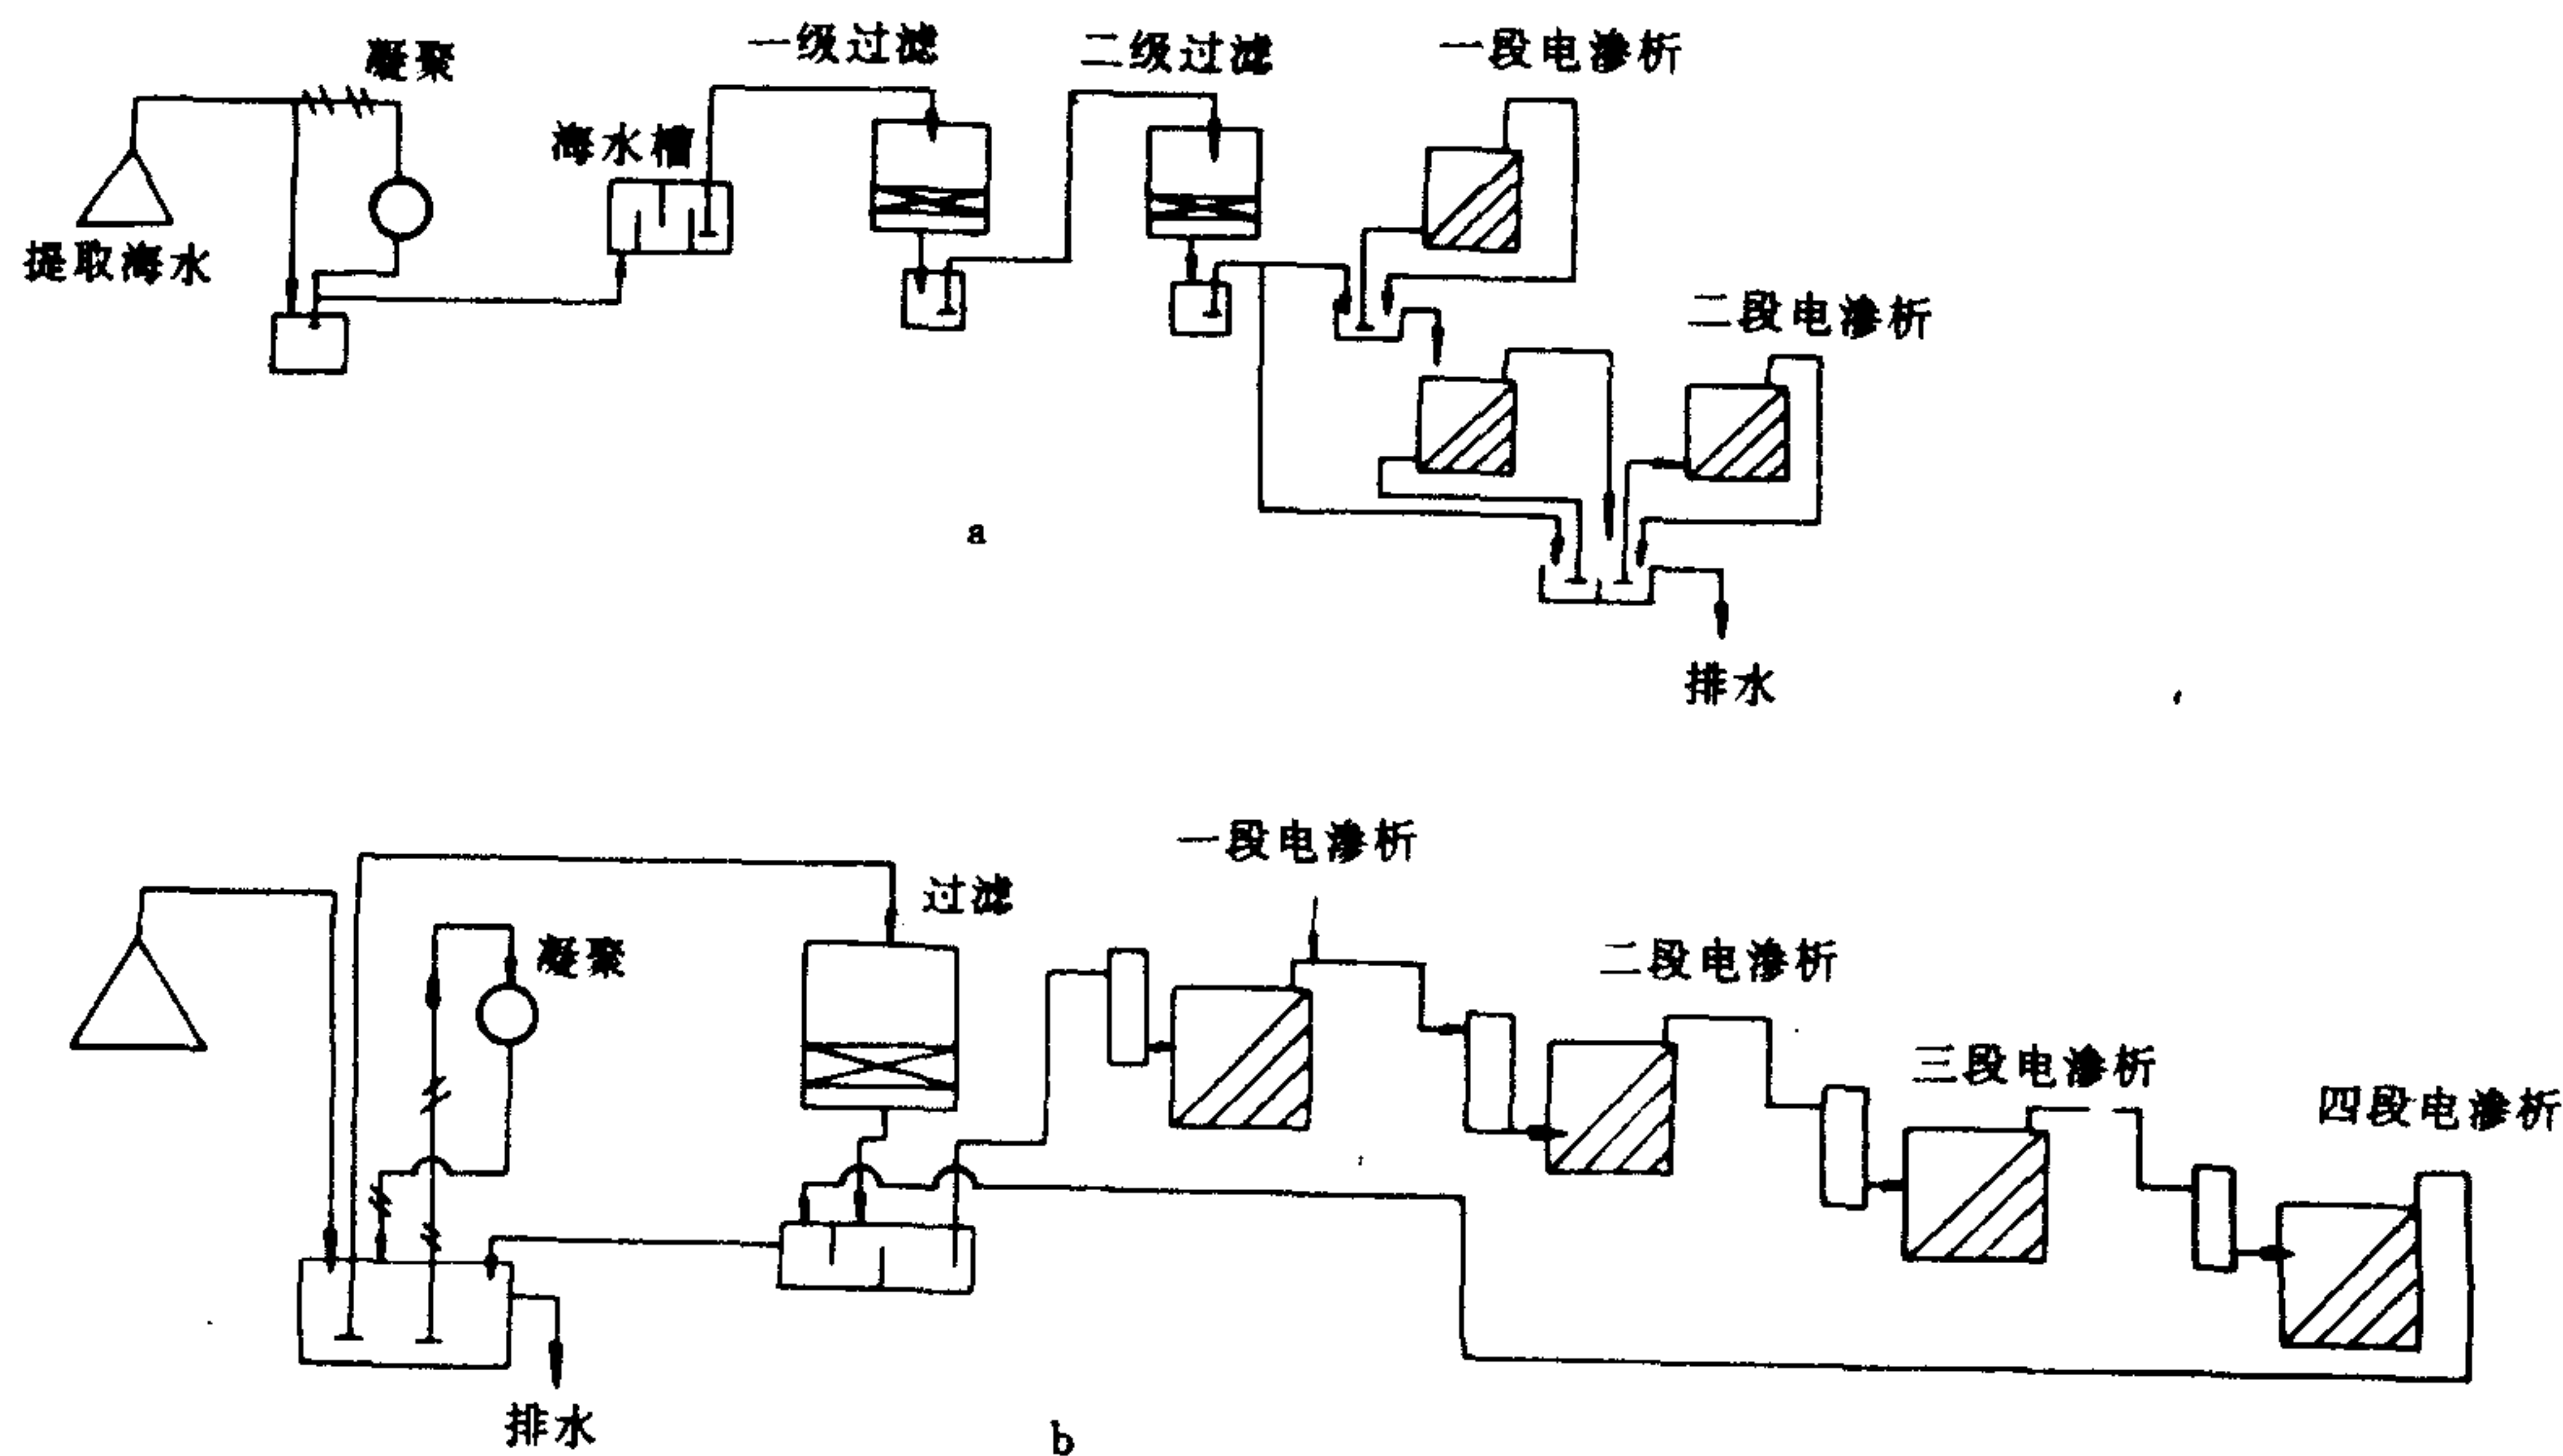 凝聚
一级过滤
二级过滤
一段电渗析
海水槽
提取海水
二段电渗析
a
排水
一段电渗析
过滤
凝聚
二段电渗析
三段电渗析
四段电渗析
排水
b